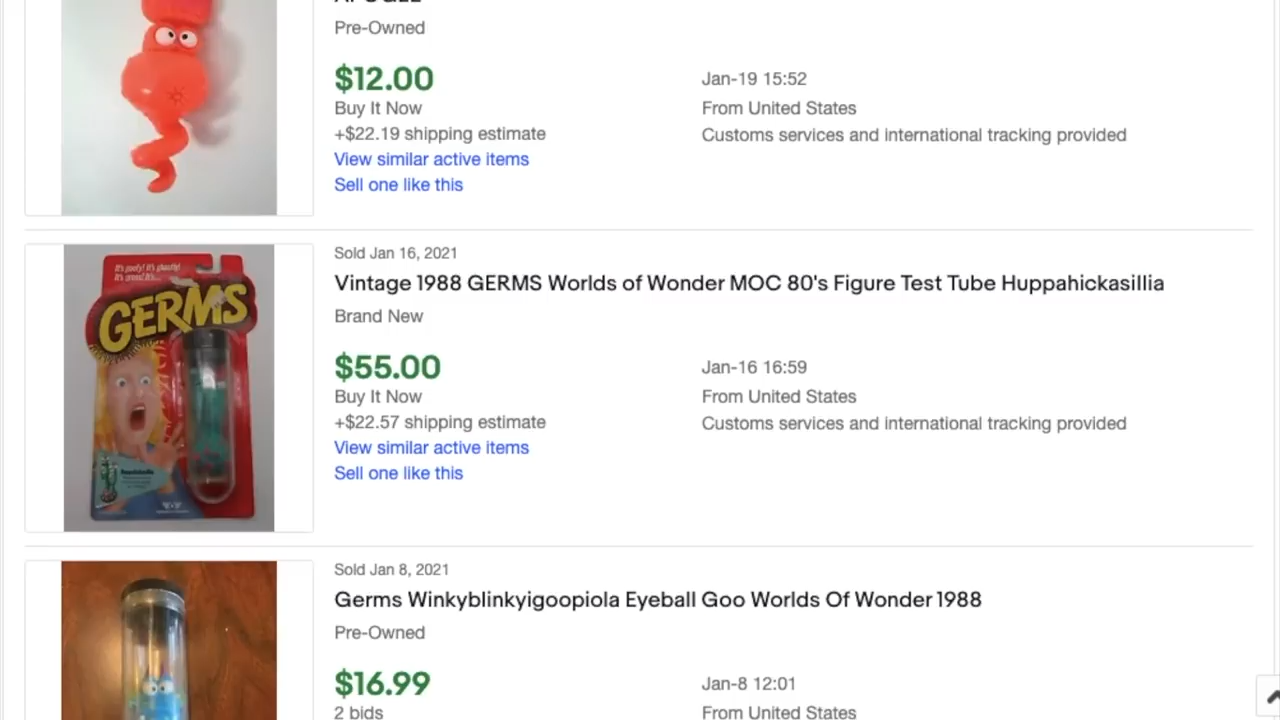 Pre-Owned
$12.00
Buy It Now
+$22.19 shipping estimate
View similar active items
Sell one like this
Jan-19 15:52
From United States
Customs services and international tracking provided
It's goofy! It's ghastly!
GERMS
Sold Jan 16, 2021
Vintage 1988 GERMS Worlds of Wonder MOC 80's Figure Test Tube Huppahickasillia
Brand New
$55.00
Buy It Now
+$22.57 shipping estimate
View similar active items
Sell one like this
Jan-16 16:59
From United States
Customs services and international tracking provided
Sold Jan 8, 2021
Germs Winkyblinkyigoopiola Eyeball Goo Worlds Of Wonder 1988
Pre-Owned
$16.99
2 bids
Jan-8 12:01
From United States